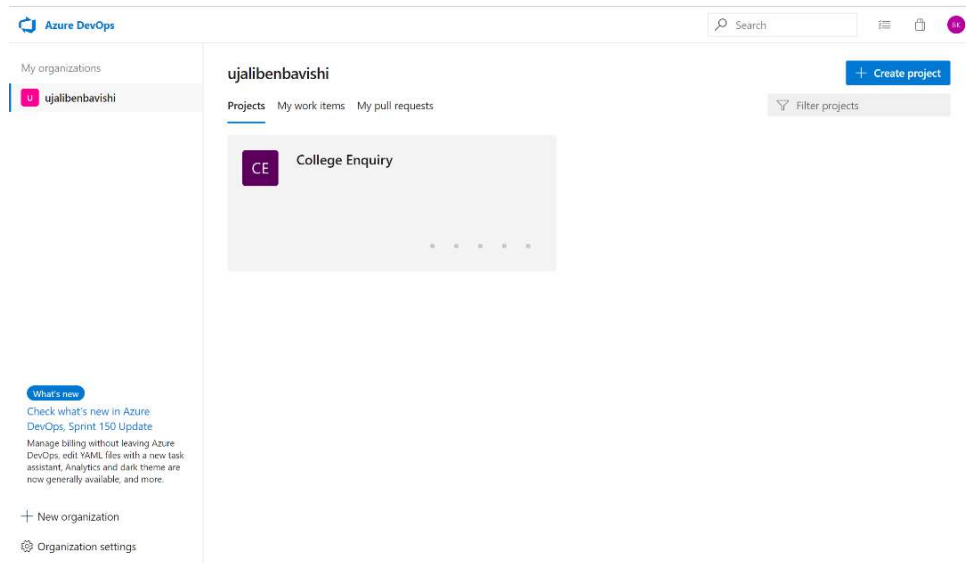 Azure DevOps
Search
BK
My organizations
U ujalibenbavishi
ujalibenbavishi
+ Create project
Projects My work items My pull requests
Filter projects
CE College Enquiry
What's new
Check what's new in Azure
DevOps, Sprint 150 Update
Manage billing without leaving Azure
DevOps, edit YAML files with a new task
assistant, Analytics and dark theme are
now generally available, and more.
+ New organization
Organization settings